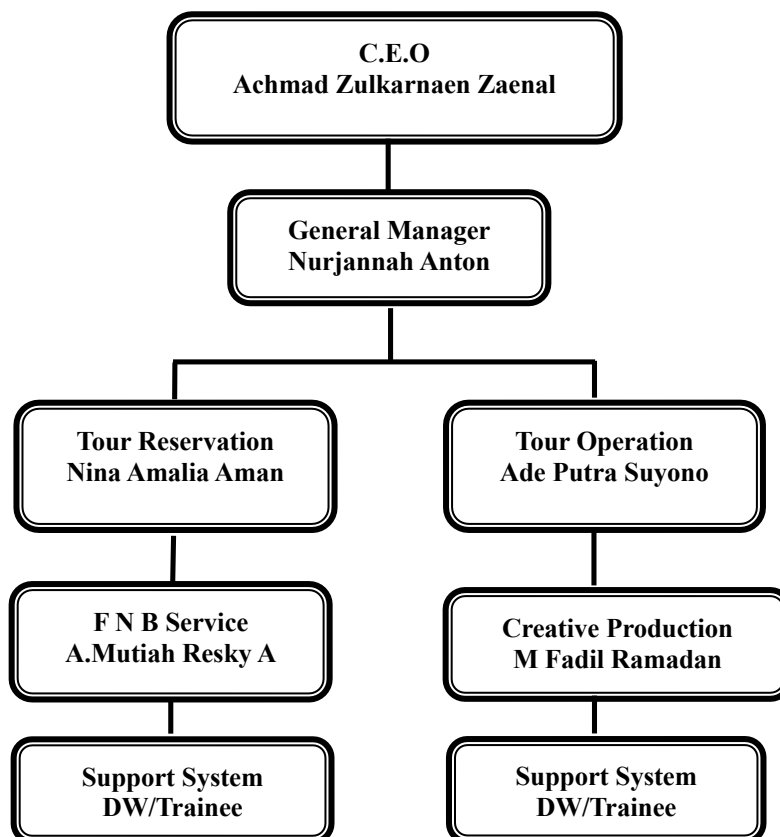 C.E.O
Achmad Zulkarnaen Zaenal
General Manager
Nurjannah Anton
Tour Reservation
Nina Amalia Aman
Tour Operation
Ade Putra Suyono
F N B Service
A.Mutiah Resky A
Creative Production
M Fadil Ramadan
Support System
DW/Trainee
Support System
DW/Trainee